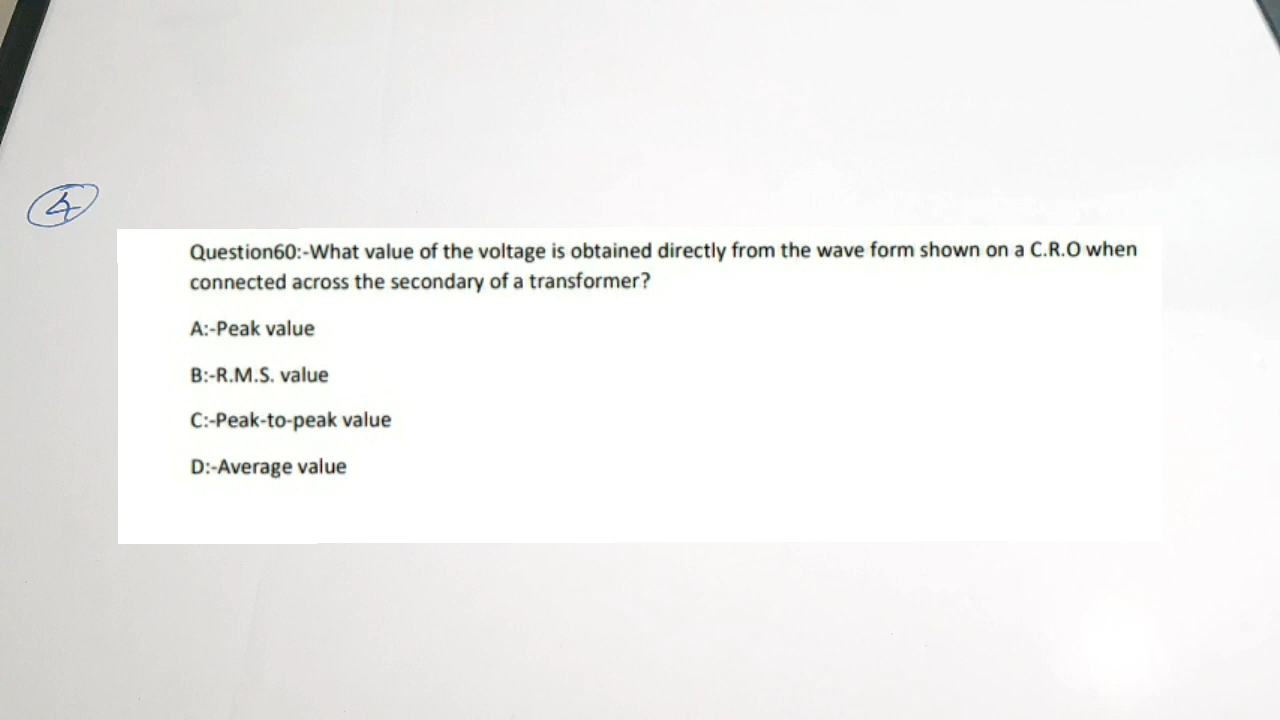 4
Question60:-What value of the voltage is obtained directly from the wave form shown on a C.R.O when
connected across the secondary of a transformer?
A:-Peak value
B:-R.M.S. value
C:-Peak-to-peak value
D:-Average value